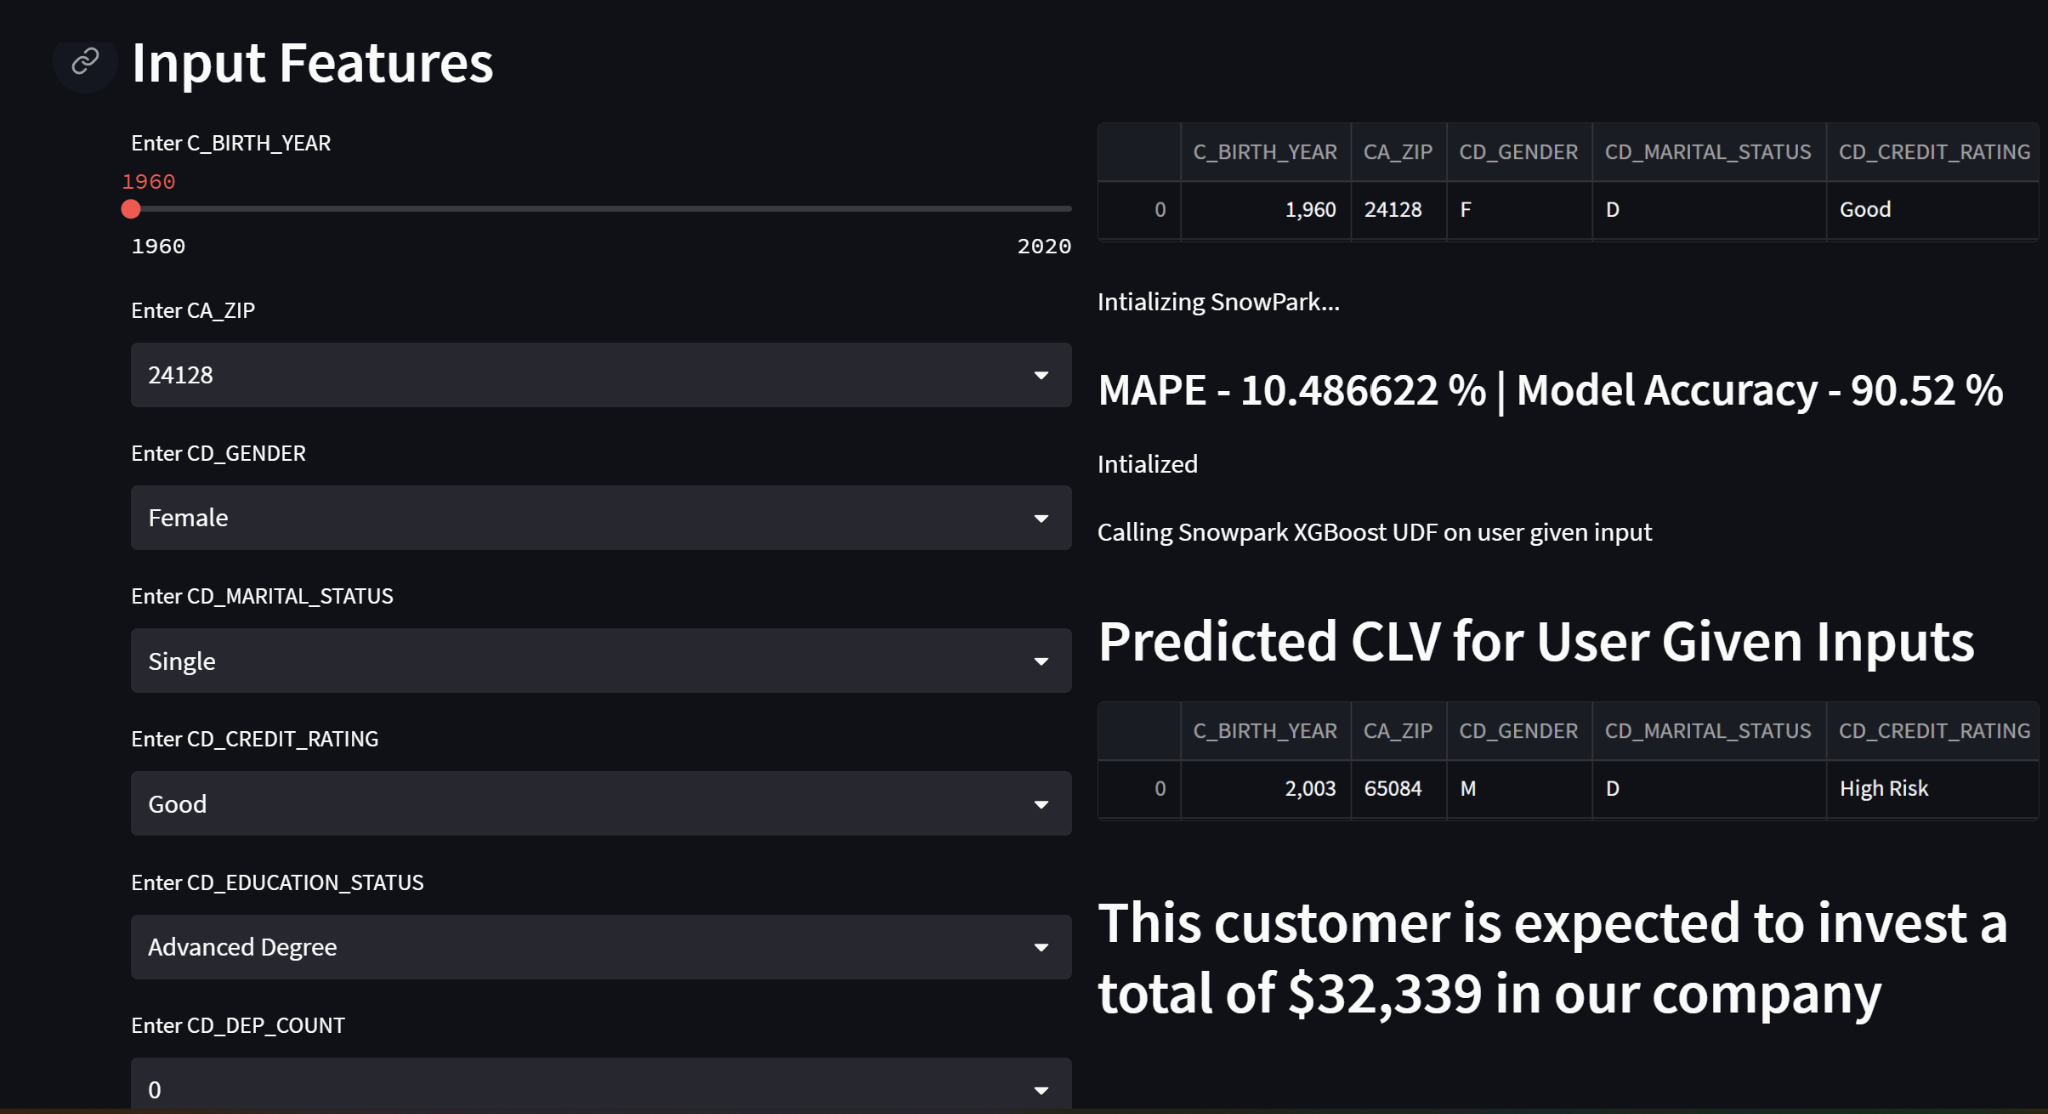 Input Features
Enter C_BIRTH_YEAR
1960
1960 2020
Enter CA_ZIP
24128
Enter CD_GENDER
Female
Enter CD_MARITAL_STATUS
Single
Enter CD_CREDIT_RATING
Good
Enter CD_EDUCATION_STATUS
Advanced Degree
Enter CD_DEP_COUNT
0
C_BIRTH_YEAR CA_ZIP CD_GENDER CD_MARITAL_STATUS CD_CREDIT_RATING
0 1,960 24128 F D Good
Intializing SnowPark...
MAPE - 10.486622 % | Model Accuracy - 90.52 %
Intialized
Calling Snowpark XGBoost UDF on user given input
Predicted CLV for User Given Inputs
C_BIRTH_YEAR CA_ZIP CD_GENDER CD_MARITAL_STATUS CD_CREDIT_RATING
0 2,003 65084 M D High Risk
This customer is expected to invest a
total of $32,339 in our company